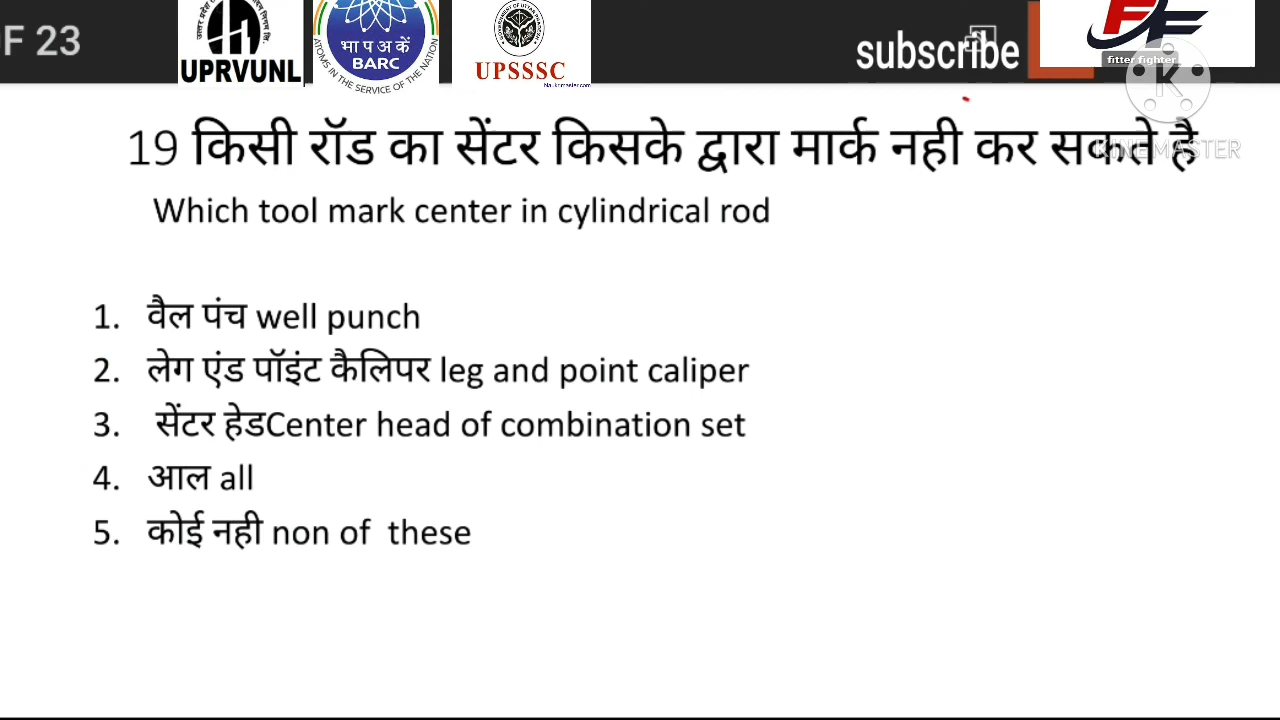 F 23
UPRVUNL
भा प अ कें
BARC
ATOMS IN THE SERVICE OF THE NATION
UPSSSC
subscribe
FF
fitter fighter
K
KINEMASTER
19 किसी रॉड का सेंटर किसके द्वारा मार्क नही कर सकते है
Which tool mark center in cylindrical rod
1. वैल पंच well punch
2. लेग एंड पॉइंट कैलिपर leg and point caliper
3. सेंटर हेडCenter head of combination set
4. आल all
5. कोई नही non of these